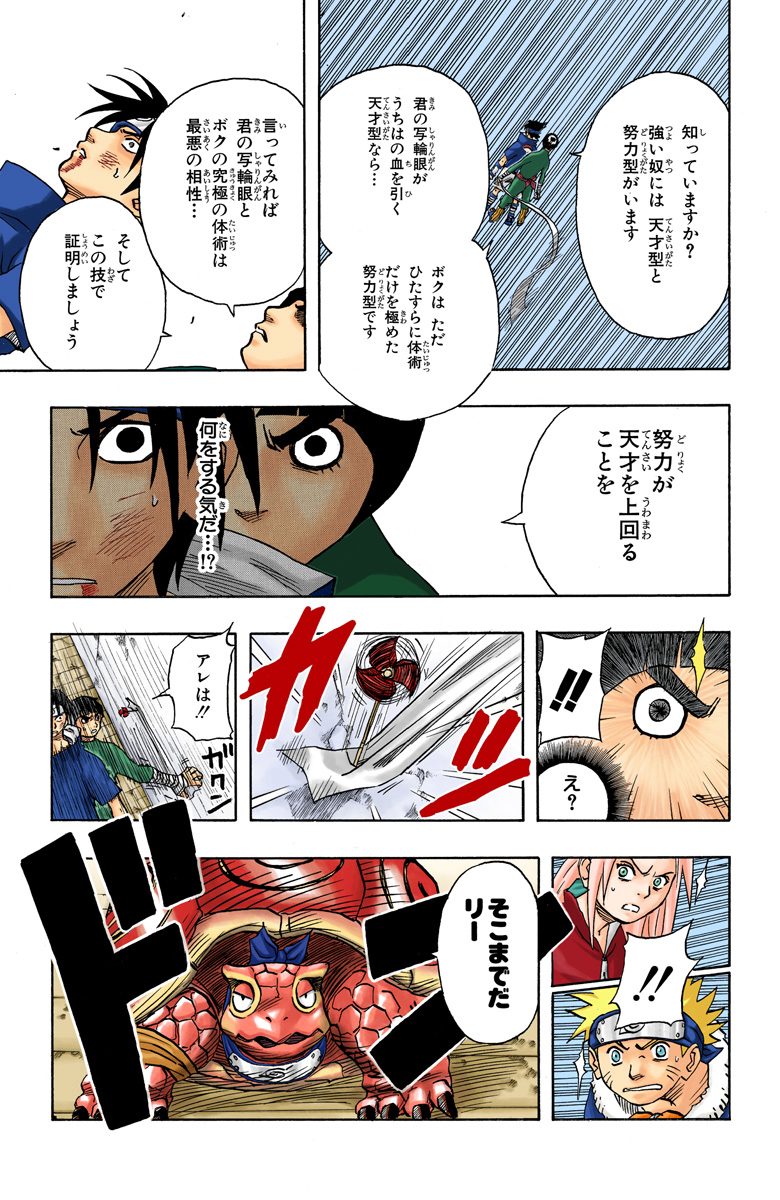 知っていますか?
強い奴には 天才型と
努力型がいます
君の写輪眼が
うちはの血を引く
天才型なら…
ボクは ただ
ひたすらに体術
だけを極めた
努力型です
言ってみれば
君の写輪眼と
ボクの究極の体術は
最悪の相性…
そして
この技で
証明しましょう
努力が
天才を上回る
ことを
何をする気だ…!?
!!
え?
カッ
アレは!!
ガクン
!!
そこまでだ
リー
ドン